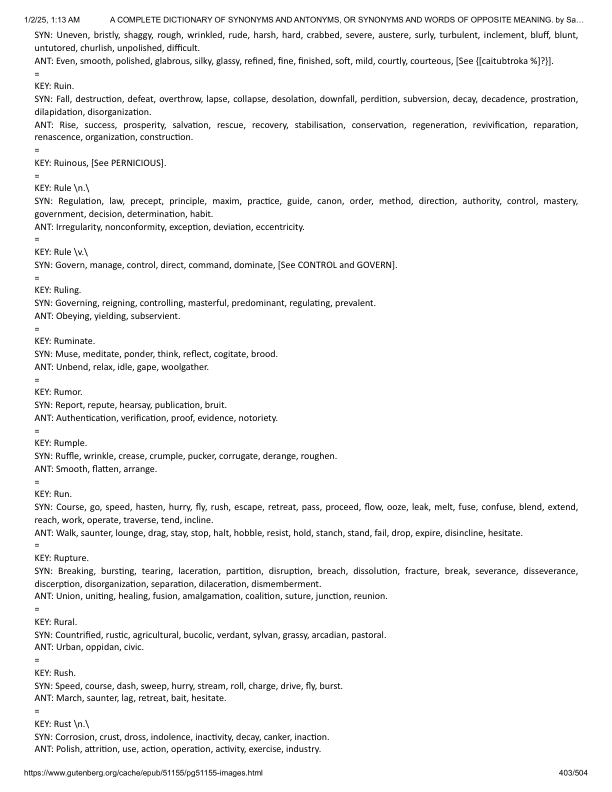 1/2/25, 1:13 AM A COMPLETE DICTIONARY OF SYNONYMS AND ANTONYMS, OR SYNONYMS AND WORDS OF OPPOSITE MEANING. by Sa…
SYN: Uneven, bristly, shaggy, rough, wrinkled, rude, harsh, hard, crabbed, severe, austere, surly, turbulent, inclement, bluff, blunt,
untutored, churlish, unpolished, difficult.
ANT: Even, smooth, polished, glabrous, silky, glassy, refined, fine, finished, soft, mild, courtly, courteous, [See {[caitubtroka %]?}].
=
KEY: Ruin.
SYN: Fall, destruction, defeat, overthrow, lapse, collapse, desolation, downfall, perdition, subversion, decay, decadence, prostration,
dilapidation, disorganization.
ANT: Rise, success, prosperity, salvation, rescue, recovery, stabilisation, conservation, regeneration, revivification, reparation,
renascence, organization, construction.
=
KEY: Ruinous, [See PERNICIOUS].
=
KEY: Rule \n.\
SYN: Regulation, law, precept, principle, maxim, practice, guide, canon, order, method, direction, authority, control, mastery,
government, decision, determination, habit.
ANT: Irregularity, nonconformity, exception, deviation, eccentricity.
=
KEY: Rule \v.\
SYN: Govern, manage, control, direct, command, dominate, [See CONTROL and GOVERN].
=
KEY: Ruling.
SYN: Governing, reigning, controlling, masterful, predominant, regulating, prevalent.
ANT: Obeying, yielding, subservient.
=
KEY: Ruminate.
SYN: Muse, meditate, ponder, think, reflect, cogitate, brood.
ANT: Unbend, relax, idle, gape, woolgather.
=
KEY: Rumor.
SYN: Report, repute, hearsay, publication, bruit.
ANT: Authentication, verification, proof, evidence, notoriety.
=
KEY: Rumple.
SYN: Ruffle, wrinkle, crease, crumple, pucker, corrugate, derange, roughen.
ANT: Smooth, flatten, arrange.
=
KEY: Run.
SYN: Course, go, speed, hasten, hurry, fly, rush, escape, retreat, pass, proceed, flow, ooze, leak, melt, fuse, confuse, blend, extend,
reach, work, operate, traverse, tend, incline.
ANT: Walk, saunter, lounge, drag, stay, stop, halt, hobble, resist, hold, stanch, stand, fail, drop, expire, disincline, hesitate.
=
KEY: Rupture.
SYN: Breaking, bursting, tearing, laceration, partition, disruption, breach, dissolution, fracture, break, severance, disseverance,
discerption, disorganization, separation, dilaceration, dismemberment.
ANT: Union, uniting, healing, fusion, amalgamation, coalition, suture, junction, reunion.
=
KEY: Rural.
SYN: Countrified, rustic, agricultural, bucolic, verdant, sylvan, grassy, arcadian, pastoral.
ANT: Urban, oppidan, civic.
=
KEY: Rush.
SYN: Speed, course, dash, sweep, hurry, stream, roll, charge, drive, fly, burst.
ANT: March, saunter, lag, retreat, bait, hesitate.
=
KEY: Rust \n.\
SYN: Corrosion, crust, dross, indolence, inactivity, decay, canker, inaction.
ANT: Polish, attrition, use, action, operation, activity, exercise, industry.
https://www.gutenberg.org/cache/epub/51155/pg51155-images.html 403/504